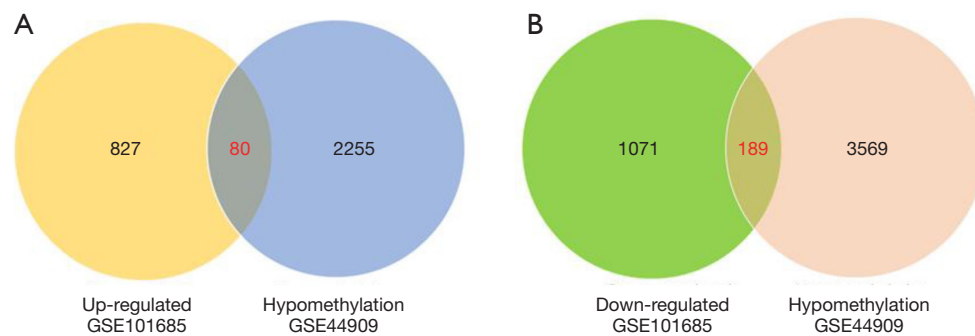 A
B
827
80
2255
1071
189
3569
Up-regulated
GSE101685
Hypomethylation
GSE44909
Down-regulated
GSE101685
Hypomethylation
GSE44909